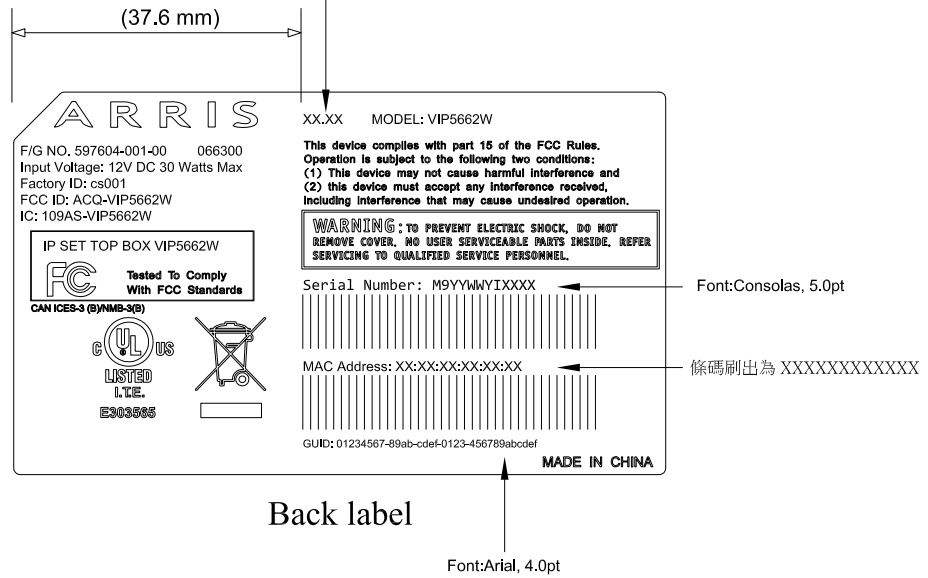 (37.6 mm)
ARRIS
F/G NO. 597604-001-00 066300
Input Voltage: 12V DC 30 Watts Max
Factory ID: cs001
FCC ID: ACQ-VIP5662W
IC: 109AS-VIP5662W
IP SET TOP BOX VIP5662W
FC
Tested To Comply
With FCC Standards
CAN ICES-3 (B)/NMB-3(B)
C UL US
LISTED
I.T.E.
E303565
XX.XX MODEL: VIP5662W
This device complies with part 15 of the FCC Rules.
Operation is subject to the following two conditions:
(1) This device may not cause harmful interference and
(2) this device must accept any interference received,
including interference that may cause undesired operation.
WARNING: TO PREVENT ELECTRIC SHOCK, DO NOT
REMOVE COVER. NO USER SERVICEABLE PARTS INSIDE. REFER
SERVICING TO QUALIFIED SERVICE PERSONNEL.
Serial Number: M9YYWWYIXXXX
Font:Consolas, 5.0pt
MAC Address: XX:XX:XX:XX:XX:XX
條碼刷出為 XXXXXXXXXXXX
GUID: 01234567-89ab-cdef-0123-456789abcdef
MADE IN CHINA
Back label
Font:Arial, 4.0pt